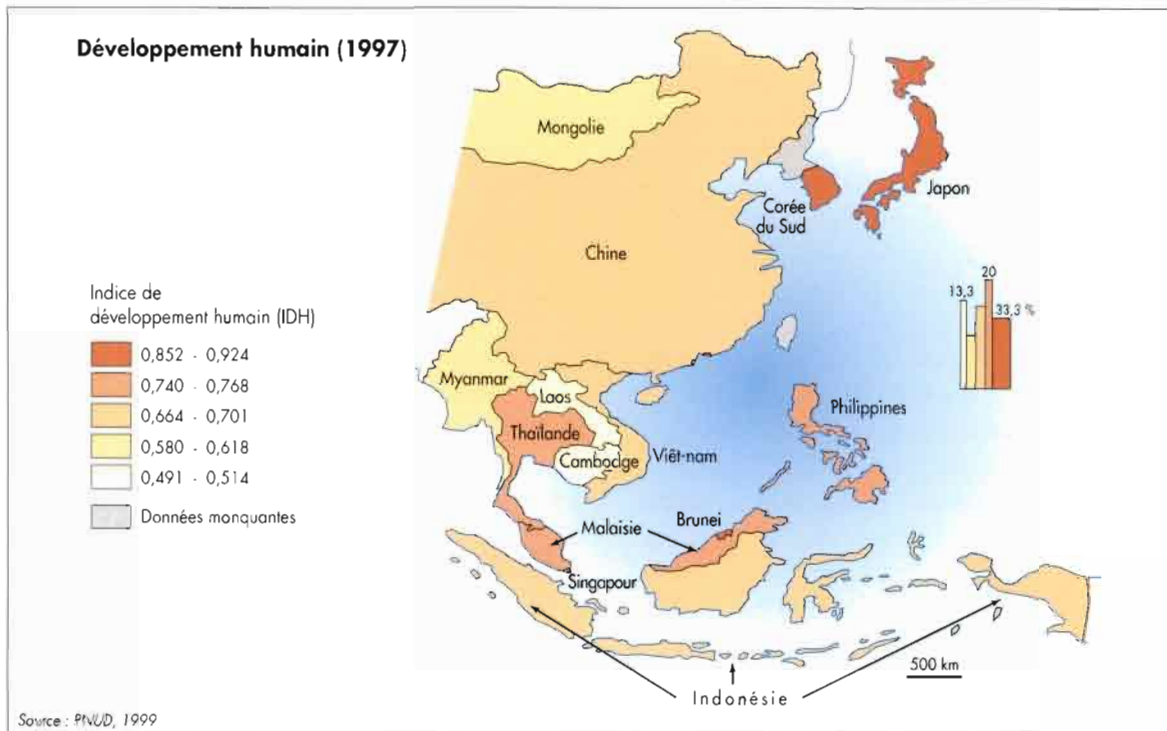 Développement humain (1997)
Mongolie
Japon
Corée
du Sud
Chine
20
13,3
33,3 %
Indice de
développement humain (IDH)
0,852 - 0,924
0,740 - 0,768
0,664 - 0,701
0,580 - 0,618
0,491 - 0,514
Données monquantes
Myanmar
Laos
Thaïlande
Cambodge
Viêt-nam
Philippines
Brunei
Malaisie
Singapour
500 km
Indonésie
Source : PNUD, 1999